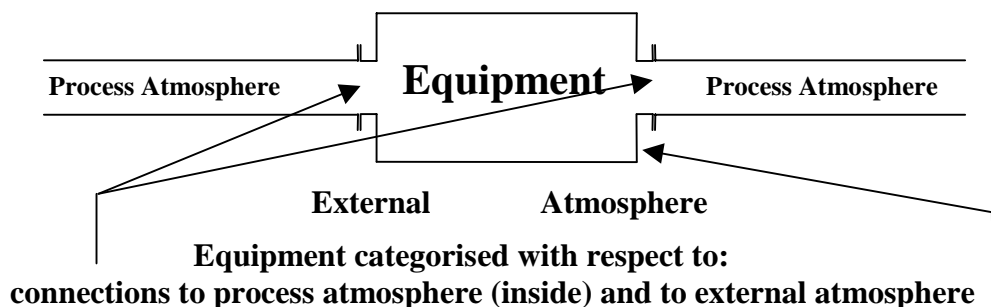 Process Atmosphere Equipment Process Atmosphere
External Atmosphere
Equipment categorised with respect to:
connections to process atmosphere (inside) and to external atmosphere